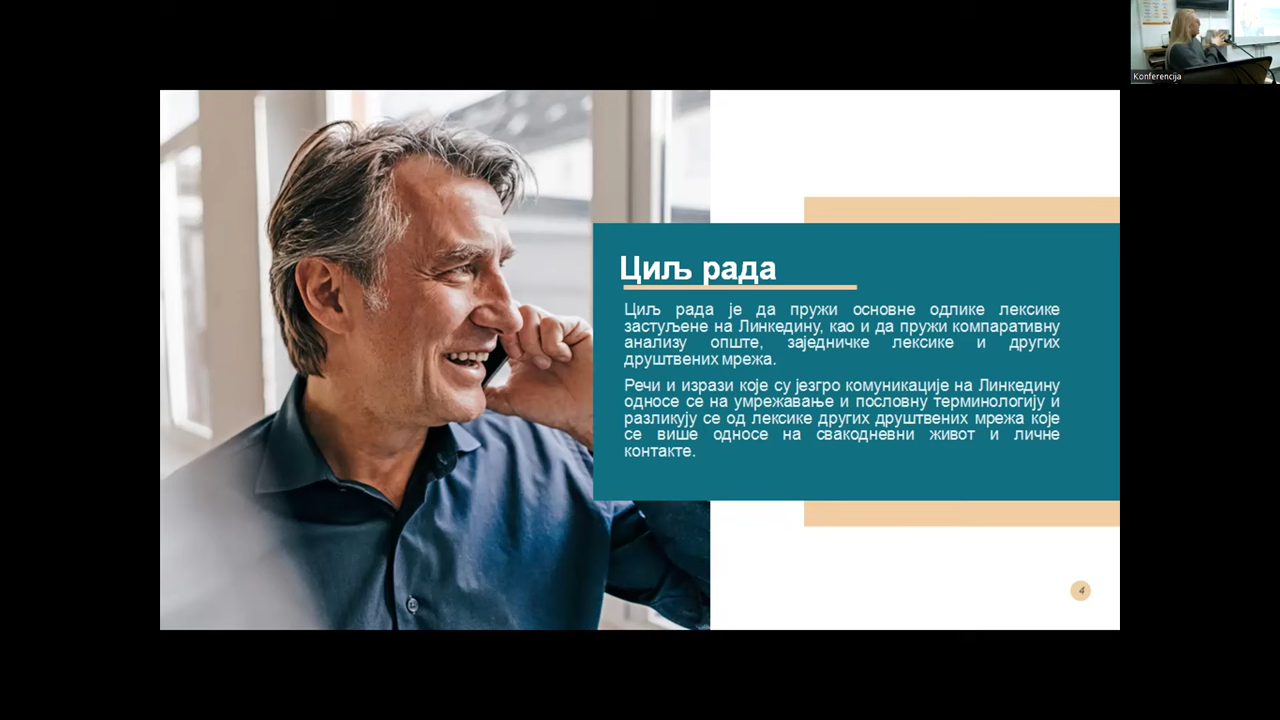 Konferencija
Циљ рада
Циљ рада је да пружи основне одлике лексике
застуљене на Линкедину, као и да пружи компаративну
анализу опште, заједничке лексике и других
друштвених мрежа.
Речи и изрази које су језгро комуникације на Линкедину
односе се на умрежавање и пословну терминологију и
разликују се од лексике других друштвених мрежа које
се више односе на свакодневни живот и личне
контакте.
4